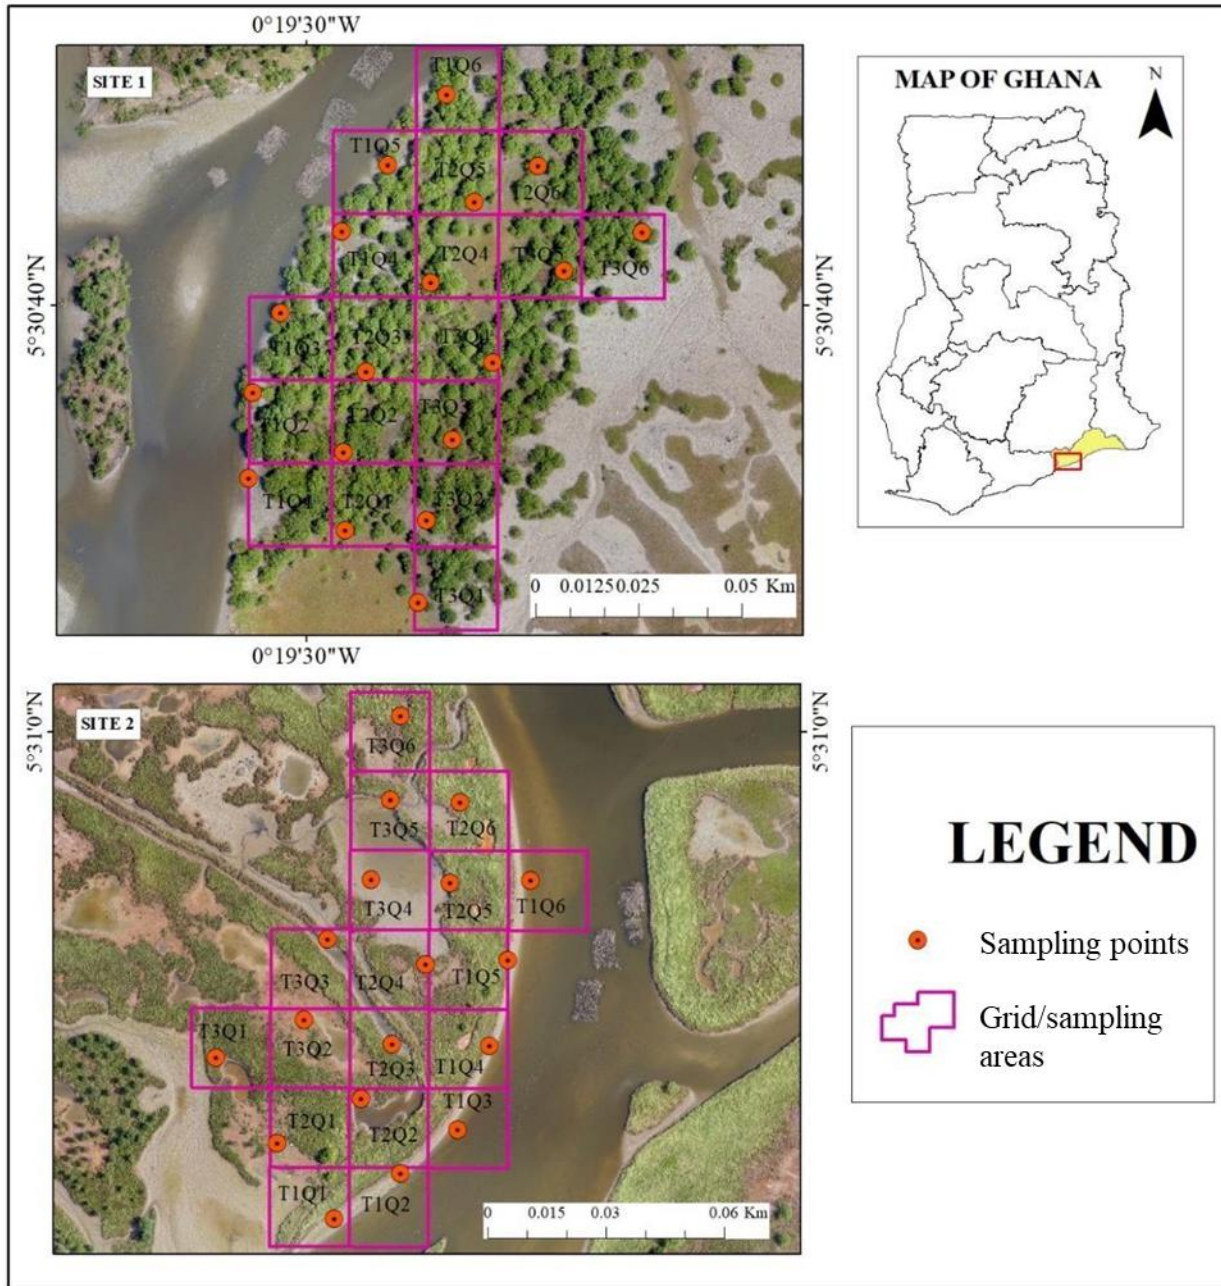 0°19'30"W
SITE 1
T1Q6
T1Q5
T2Q5
T2Q6
T1Q4
T2Q4
T3Q5
T3Q6
5°30'40"N
5°30'40"N
T1Q3
T2Q3
T3Q4
T1Q2
T2Q2
T3Q3
T1Q1
T2Q1
T3Q2
T3Q1
0 0.0125 0.025 0.05 Km
0°19'30"W
MAP OF GHANA
N
SITE 2
5°31'0"N
5°31'0"N
T3Q6
T3Q5
T2Q6
T3Q4
T2Q5
T1Q6
T3Q3
T2Q4
T1Q5
T3Q1
T3Q2
T2Q3
T1Q4
T2Q1
T2Q2
T1Q3
T1Q1
T1Q2
0 0.015 0.03 0.06 Km
LEGEND
Sampling points
Grid/sampling
areas